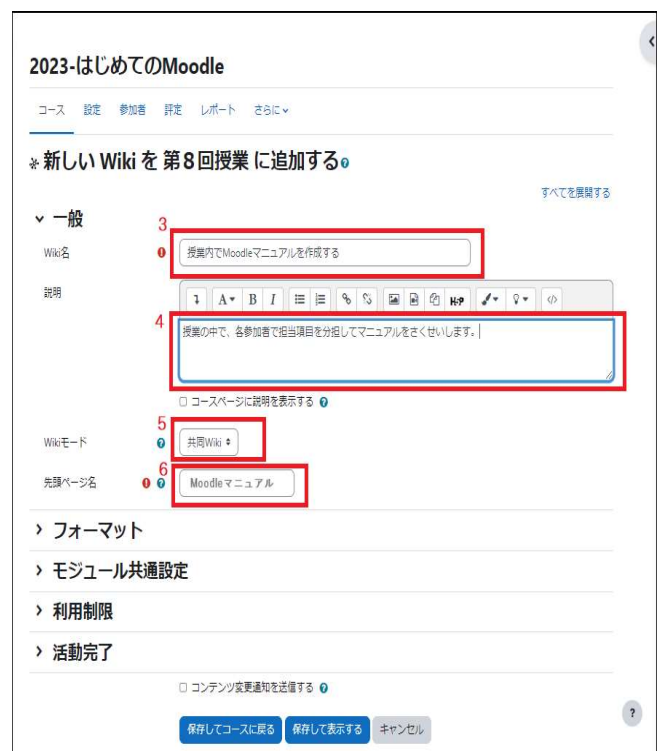 2023-はじめてのMoodle
コース 設定 参加者 評定 レポート さらに
新しい Wiki を 第８回授業 に追加する
すべてを展開する
一般
3
Wiki名
授業内でMoodleマニュアルを作成する
説明
A B I H-P </>
4
授業の中で、各参加者で担当項目を分担してマニュアルをさくせいします。
コースページに説明を表示する
5
Wikiモード
共同Wiki
6
先頭ページ名
Moodleマニュアル
フォーマット
モジュール共通設定
利用制限
活動完了
コンテンツ変更通知を送信する
保存してコースに戻る 保存して表示する キャンセル
?